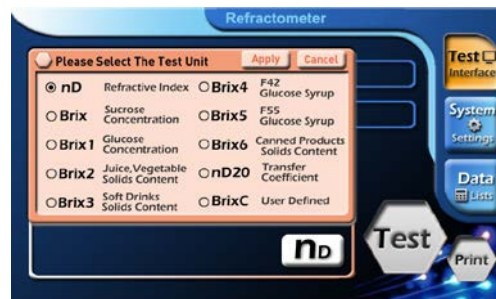 Refractometer
Please Select The Test Unit
Apply
Cancel
nD Refractive Index
Brix4 F42 Glucose Syrup
Brix Sucrose Concentration
Brix5 F55 Glucose Syrup
Brix1 Glucose Concentration
Brix6 Canned Products Solids Content
Brix2 Juice,Vegetable Solids Content
nD20 Transfer Coefficient
Brix3 Soft Drinks Solids Content
BrixC User Defined
nD
Test
Print
Test
Interface
System
Settings
Data
Lists